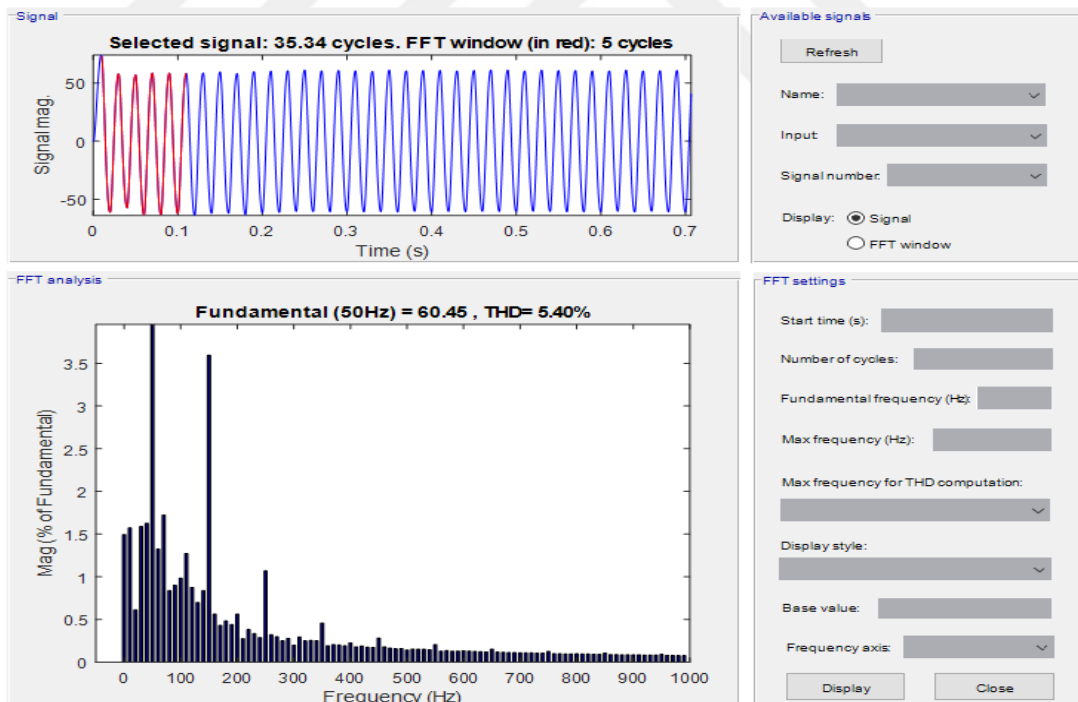 Signal
Selected signal: 35.34 cycles. FFT window (in red): 5 cycles
50
0
-50
Signal mag.
0 0.1 0.2 0.3 0.4 0.5 0.6 0.7
Time (s)
Available signals
Refresh
Name:
Input:
Signal number:
Display: Signal
FFT window
FFT analysis
Fundamental (50Hz) = 60.45 , THD= 5.40%
3.5
3
2.5
2
1.5
1
0.5
0
Mag (% of Fundamental)
0 100 200 300 400 500 600 700 800 900 1000
Frequency (Hz)
FFT settings
Start time (s):
Number of cycles:
Fundamental frequency (Hz):
Max frequency (Hz):
Max frequency for THD computation:
Display style:
Base value:
Frequency axis:
Display Close